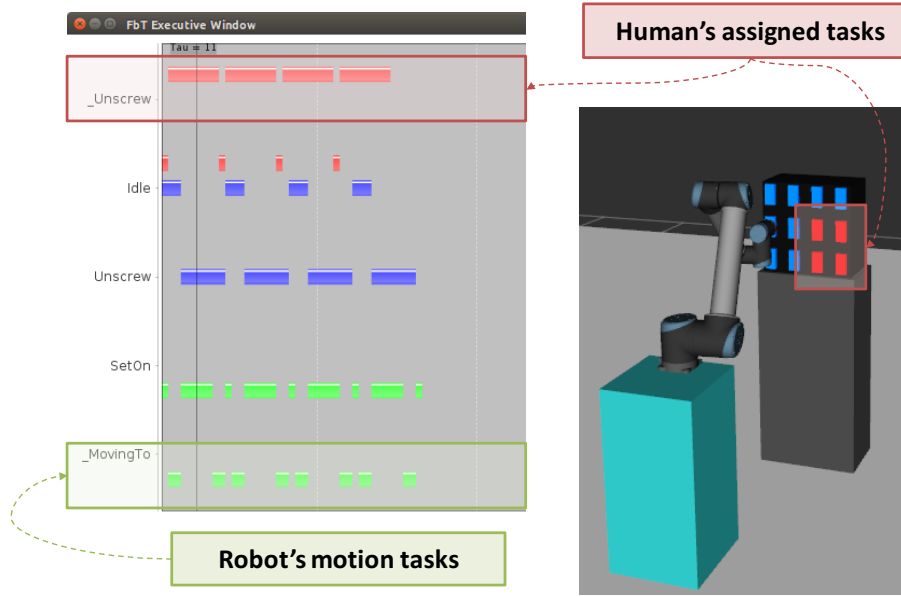 FbT Executive Window
Human's assigned tasks
Tau = 11
_Unscrew
Idle
Unscrew
SetOn
_MovingTo
Robot's motion tasks